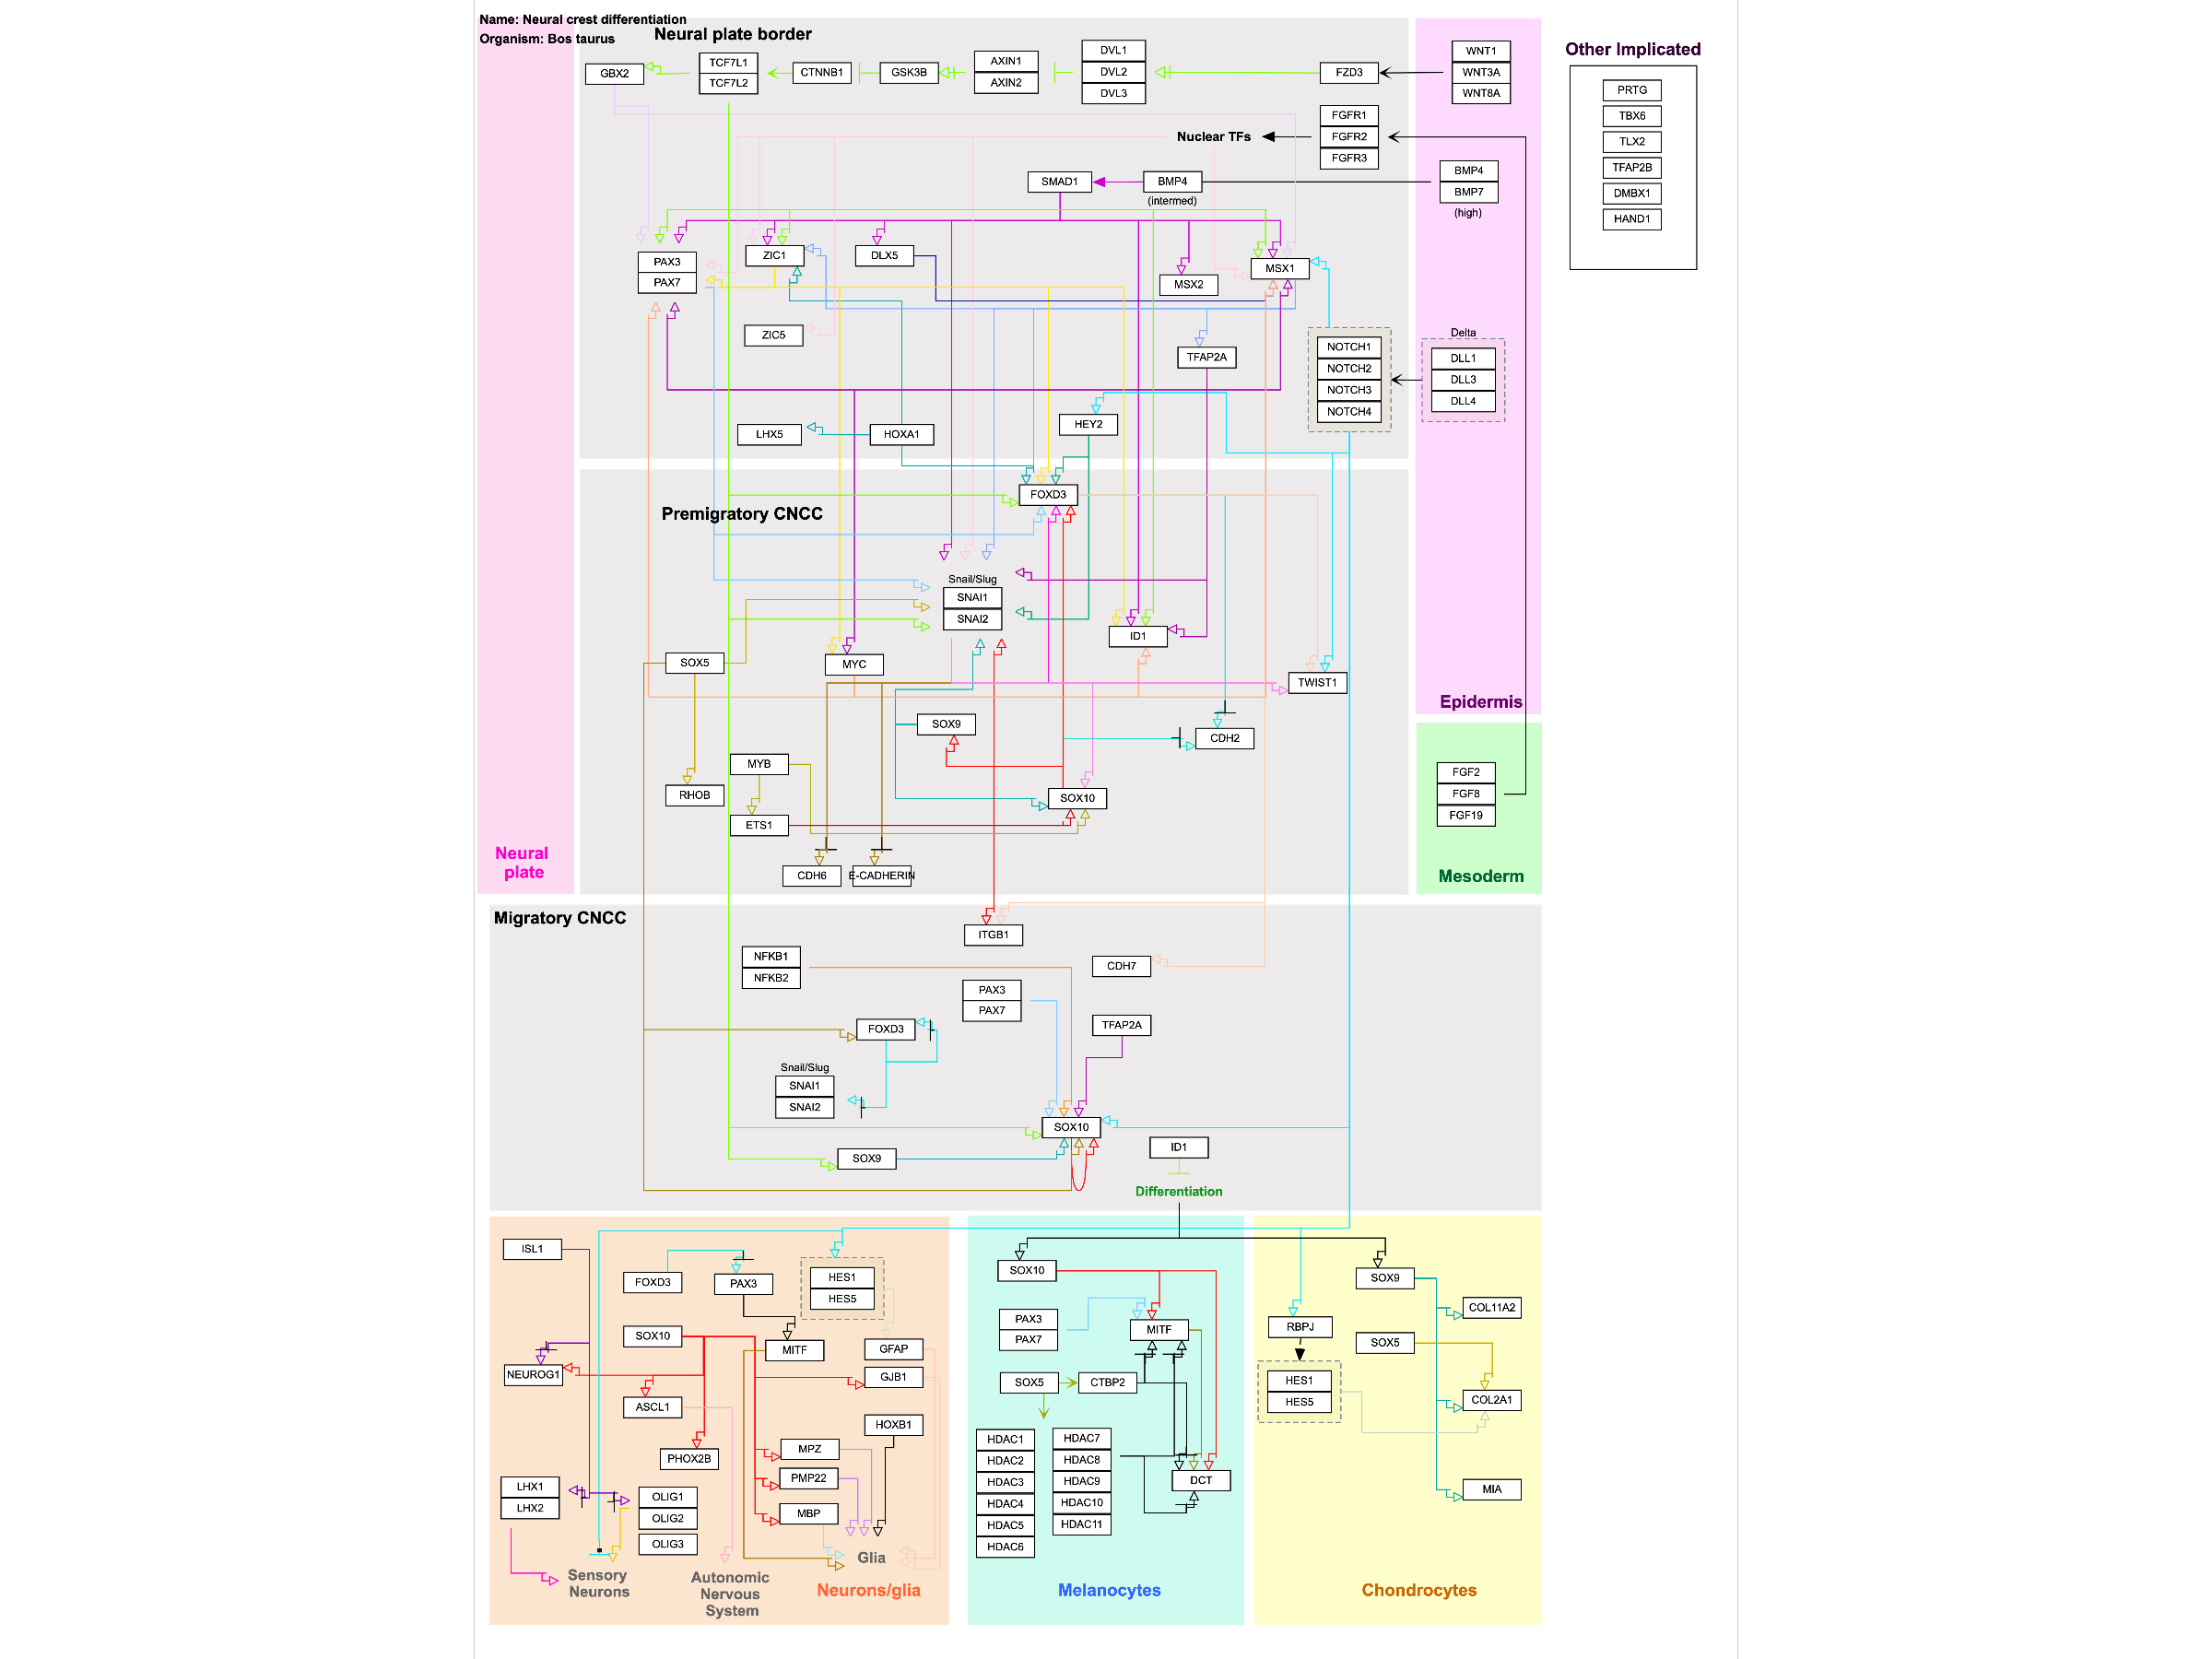 Name: Neural crest differentiation
Organism: Bos taurus
Neural plate border
GBX2
TCF7L1
TCF7L2
CTNNB1
GSK3B
AXIN1
AXIN2
DVL1
DVL2
DVL3
FZD3
WNT1
WNT3A
WNT8A
Other Implicated
PRTG
TBX6
TLX2
TFAP2B
DMBX1
HAND1
FGFR1
FGFR2
FGFR3
Nuclear TFs
SMAD1
BMP4
(intermed)
BMP4
BMP7
(high)
PAX3
PAX7
ZIC1
DLX5
MSX2
MSX1
ZIC5
TFAP2A
NOTCH1
NOTCH2
NOTCH3
NOTCH4
Delta
DLL1
DLL3
DLL4
LHX5
HOXA1
HEY2
Premigratory CNCC
FOXD3
Snail/Slug
SNAI1
SNAI2
ID1
SOX5
MYC
TWIST1
Epidermis
SOX9
CDH2
MYB
RHOB
ETS1
SOX10
CDH6
E-CADHERIN
FGF2
FGF8
FGF19
Mesoderm
Neural
plate
Migratory CNCC
ITGB1
NFKB1
NFKB2
CDH7
PAX3
PAX7
FOXD3
TFAP2A
Snail/Slug
SNAI1
SNAI2
SOX10
SOX9
ID1
Differentiation
ISL1
FOXD3
PAX3
HES1
HES5
SOX10
MITF
GFAP
GJB1
NEUROG1
ASCL1
HOXB1
PHOX2B
MPZ
PMP22
MBP
LHX1
LHX2
OLIG1
OLIG2
OLIG3
Glia
Sensory
Neurons
Autonomic
Nervous
System
Neurons/glia
SOX10
PAX3
PAX7
MITF
SOX5
CTBP2
HDAC1
HDAC2
HDAC3
HDAC4
HDAC5
HDAC6
HDAC7
HDAC8
HDAC9
HDAC10
HDAC11
DCT
Melanocytes
SOX9
COL11A2
RBPJ
SOX5
HES1
HES5
COL2A1
MIA
Chondrocytes